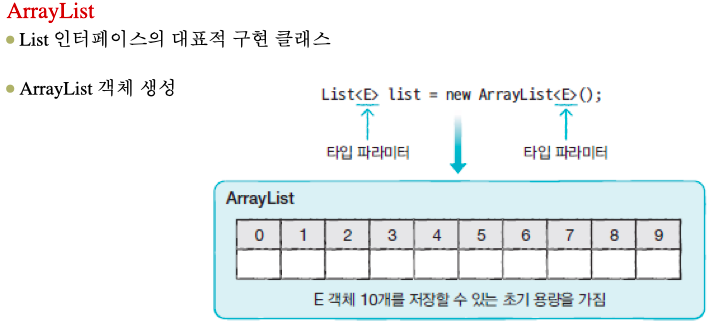 ArrayList
List 인터페이스의 대표적 구현 클래스
ArrayList 객체 생성
List<E> list = new ArrayList<E>();
타입 파라미터 타입 파라미터
ArrayList
0 1 2 3 4 5 6 7 8 9
E 객체 10개를 저장할 수 있는 초기 용량을 가짐